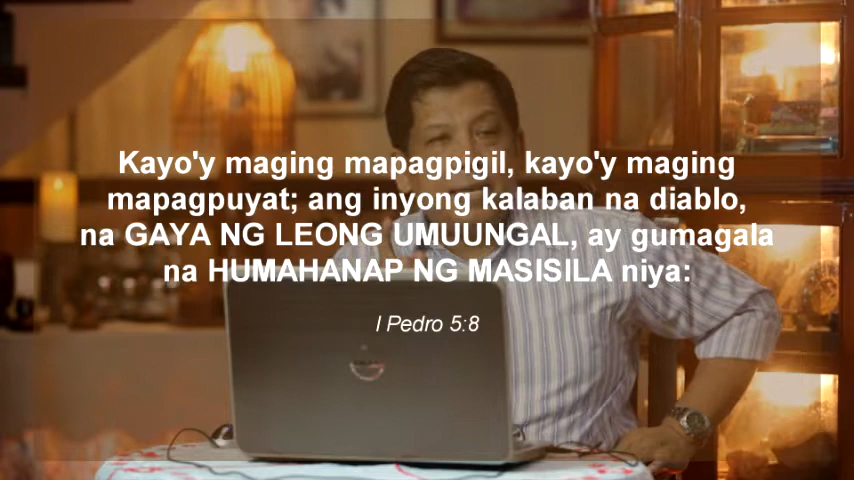 Kayo'y maging mapagpigil, kayo'y maging
mapagpuyat; ang inyong kalaban na diablo,
na GAYA NG LEONG UMUUNGAL, ay gumagala
na HUMAHANAP NG MASISILA niya:
I Pedro 5:8